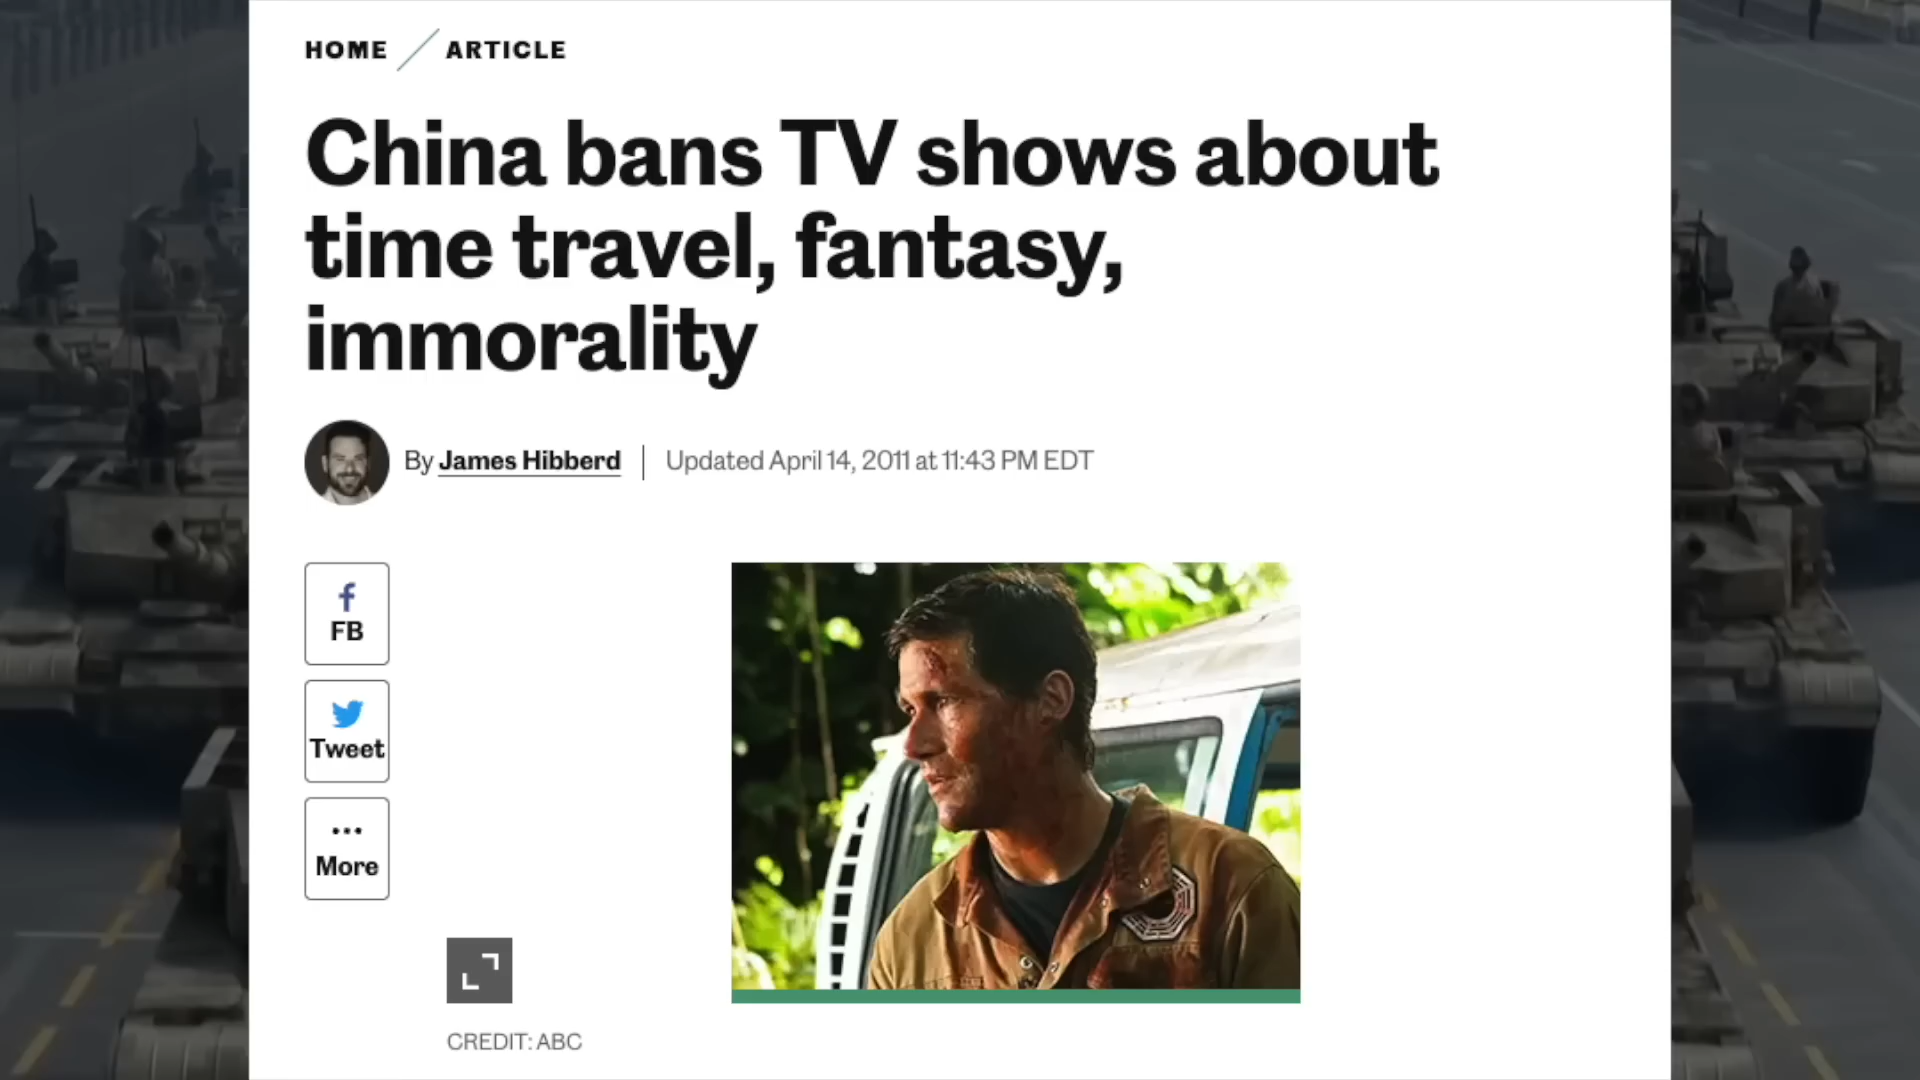 HOME / ARTICLE
China bans TV shows about
time travel, fantasy,
immorality
By James Hibberd | Updated April 14, 2011 at 11:43 PM EDT
FB
Tweet
More
CREDIT: ABC